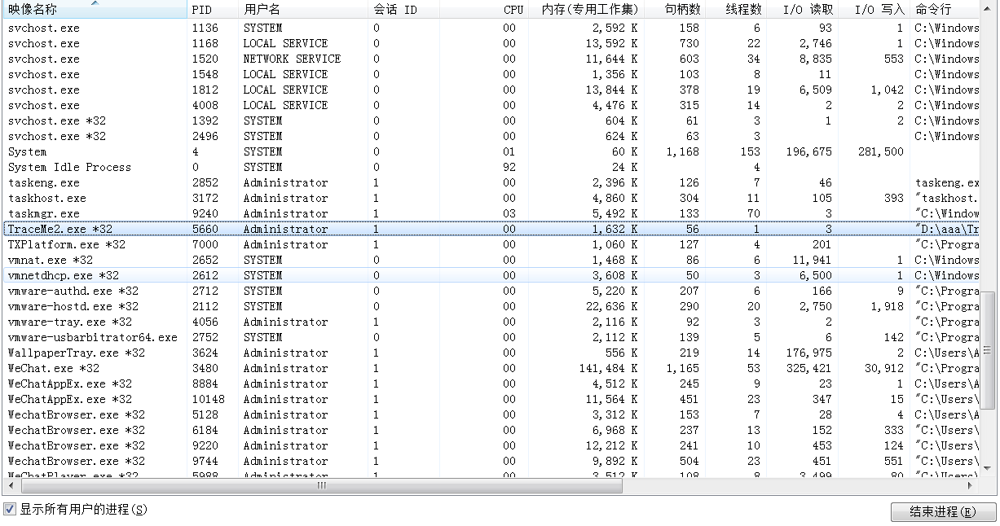 映像名称 PID 用户名 会话 ID CPU 内存(专用工作集) 句柄数 线程数 I/O 读取 I/O 写入 命令行
svchost.exe 1136 SYSTEM 0 00 2,592 K 158 6 93 1 C:\Windows
svchost.exe 1168 LOCAL SERVICE 0 00 13,592 K 730 22 2,746 1 C:\Windows
svchost.exe 1520 NETWORK SERVICE 0 00 11,644 K 603 34 8,835 553 C:\Windows
svchost.exe 1548 LOCAL SERVICE 0 00 1,356 K 103 8 11 C:\Windows
svchost.exe 1812 LOCAL SERVICE 0 00 13,844 K 378 19 6,509 1,042 C:\Windows
svchost.exe 4008 LOCAL SERVICE 0 00 4,476 K 315 14 2 2 C:\Windows
svchost.exe *32 1392 SYSTEM 0 00 604 K 61 3 1 2 C:\Windows
svchost.exe *32 2496 SYSTEM 0 00 624 K 63 3 C:\Windows
System 4 SYSTEM 0 01 60 K 1,168 153 196,675 281,500
System Idle Process 0 SYSTEM 0 92 24 K 4
taskeng.exe 2852 Administrator 1 00 2,396 K 126 7 46 taskeng.ex
taskhost.exe 3172 Administrator 1 00 4,860 K 304 11 105 393 "taskhost.
taskmgr.exe 9240 Administrator 1 03 5,492 K 133 70 3 "C:\Window
TraceMe2.exe *32 5660 Administrator 1 00 1,632 K 56 1 3 "D:\aaa\Tr
TXPlatform.exe *32 7000 Administrator 1 00 1,060 K 127 4 201 "C:\Progra
vmnat.exe *32 2652 SYSTEM 0 00 1,468 K 86 6 11,941 1 C:\Windows
vmnetdhcp.exe *32 2612 SYSTEM 0 00 3,608 K 50 3 6,500 1 C:\Windows
vmware-authd.exe *32 2712 SYSTEM 0 00 5,220 K 207 6 166 9 "C:\Progra
vmware-hostd.exe *32 2112 SYSTEM 0 00 22,636 K 290 20 2,750 1,918 "C:\Progra
vmware-tray.exe *32 4056 Administrator 1 00 2,116 K 92 3 2 "C:\Progra
vmware-usbarbitrator64.exe 2752 SYSTEM 0 00 2,112 K 139 5 6 142 "C:\Progra
WallpaperTray.exe *32 3624 Administrator 1 00 556 K 219 14 176,975 2 C:\Users\A
WeChat.exe *32 3480 Administrator 1 00 141,484 K 1,165 53 325,421 30,912 "C:\Progra
WeChatAppEx.exe *32 8884 Administrator 1 00 4,512 K 245 9 23 1 C:\Users\A
WeChatAppEx.exe *32 10148 Administrator 1 00 11,564 K 451 23 347 15 "C:\Users\
WechatBrowser.exe *32 5128 Administrator 1 00 3,312 K 153 7 28 4 C:\Users\A
WechatBrowser.exe *32 6184 Administrator 1 00 6,968 K 237 13 152 333 "C:\Users\
WechatBrowser.exe *32 9220 Administrator 1 00 12,212 K 241 10 453 124 "C:\Users\
WechatBrowser.exe *32 9744 Administrator 1 00 9,892 K 504 23 451 551 "C:\Users\
WeChatPlayer.exe *32 5988 Administrator 1 00 3,512 K 108 8 3,499 80 "C:\Users\
显示所有用户的进程(S)
结束进程(E)